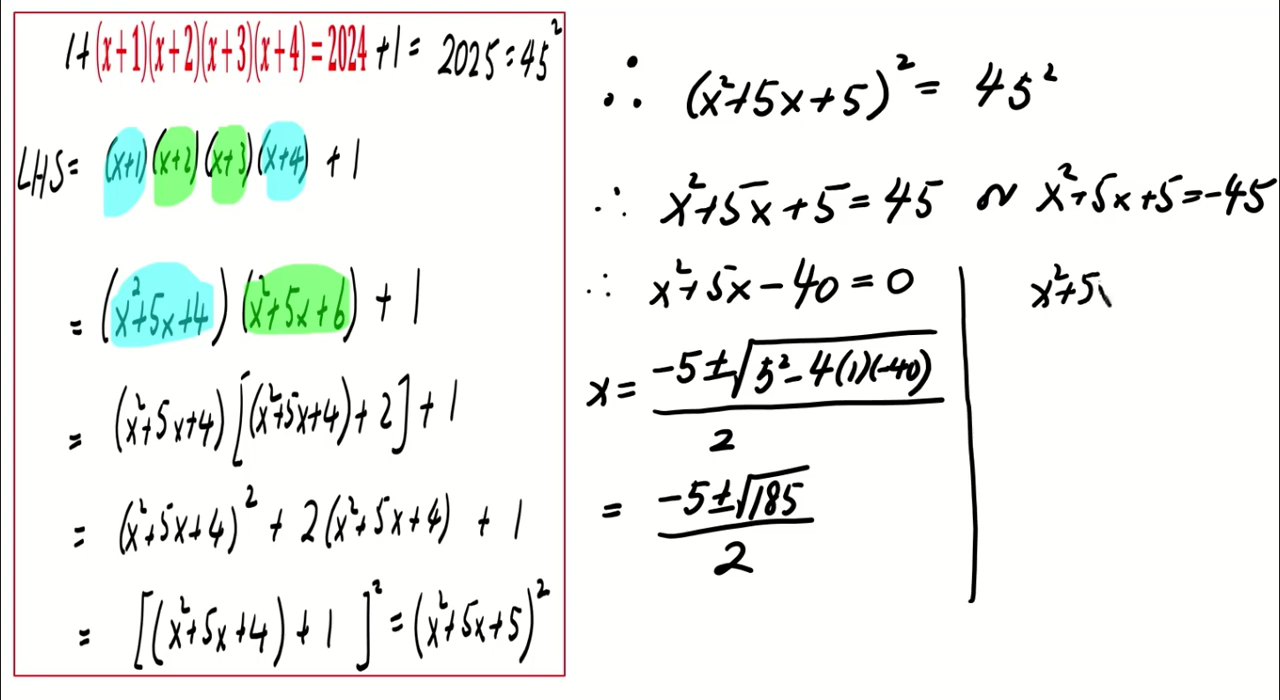 1+(x+1)(x+2)(x+3)(x+4)=2024 +1 = 2025 = 45²
LHS= (x+1)(x+2)(x+3)(x+4) + 1
= (x²+5x+4) (x²+5x+6) + 1
= (x²+5x+4) [(x²+5x+4)+2] + 1
= (x²+5x+4)² + 2(x²+5x+4) + 1
= [(x²+5x+4) + 1 ]² = (x²+5x+5)²
∴ (x²+5x+5)² = 45²
∴ x²+5x+5 = 45 or x²+5x+5 = -45
∴ x²+5x - 40 = 0
x = (-5±√(5²-4(1)(-40)))/2
= (-5±√185)/2
x²+5